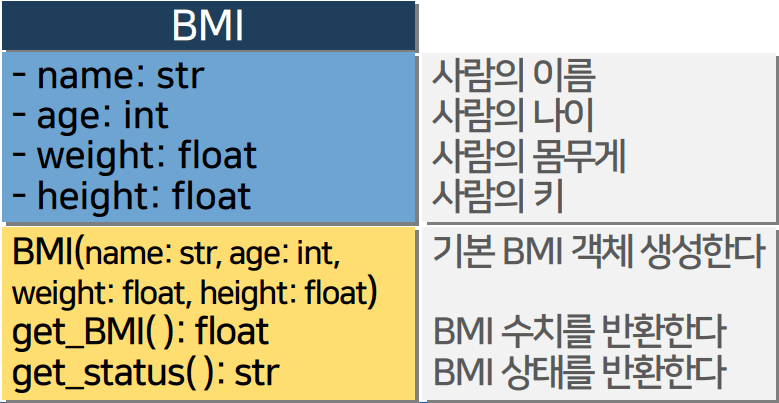 BMI
- name: str
- age: int
- weight: float
- height: float
사람의 이름
사람의 나이
사람의 몸무게
사람의 키
BMI(name: str, age: int,
weight: float, height: float)
get_BMI( ): float
get_status( ): str
기본 BMI 객체 생성한다
BMI 수치를 반환한다
BMI 상태를 반환한다